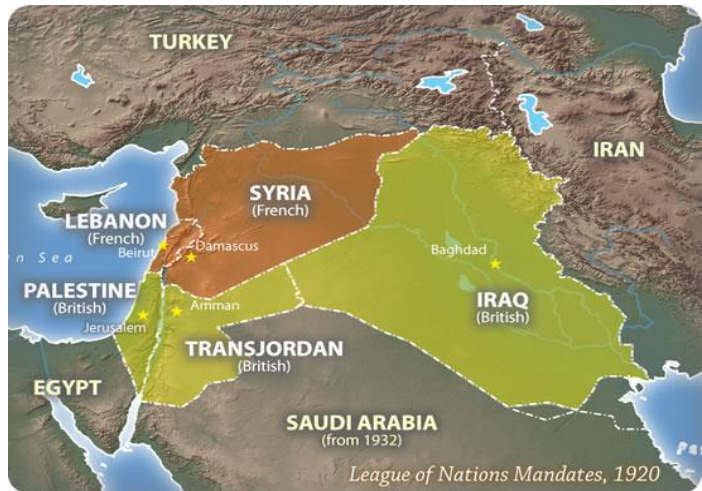 TURKEY
IRAN
SYRIA
(French)
LEBANON
(French)
Beirut
Damascus
an Sea
Baghdad
PALESTINE
(British)
Jerusalem
Amman
IRAQ
(British)
TRANSJORDAN
(British)
EGYPT
SAUDI ARABIA
(from 1932)
League of Nations Mandates, 1920